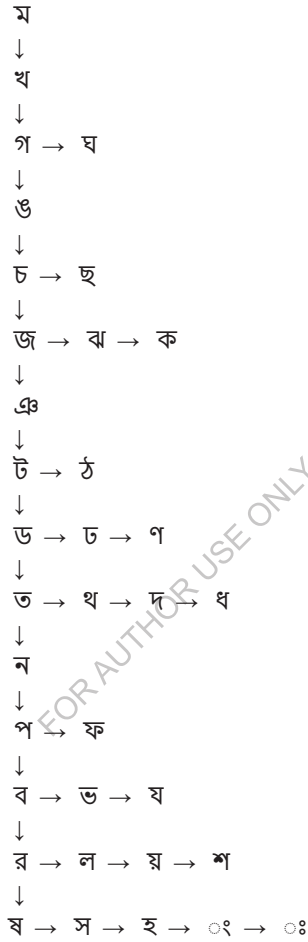 ম
↓
খ
↓
গ → ঘ
↓
ঙ
↓
চ → ছ
↓
জ → ঝ → ক
↓
ঞ
↓
ট → ঠ
↓
ড → ঢ → ণ
↓
ত → থ → দ → ধ
↓
ন
↓
প → ফ
↓
ব → ভ → য
↓
র → ল → য় → শ
↓
ষ → স → হ → ং → ঃ
FOR AUTHOR USE ONLY